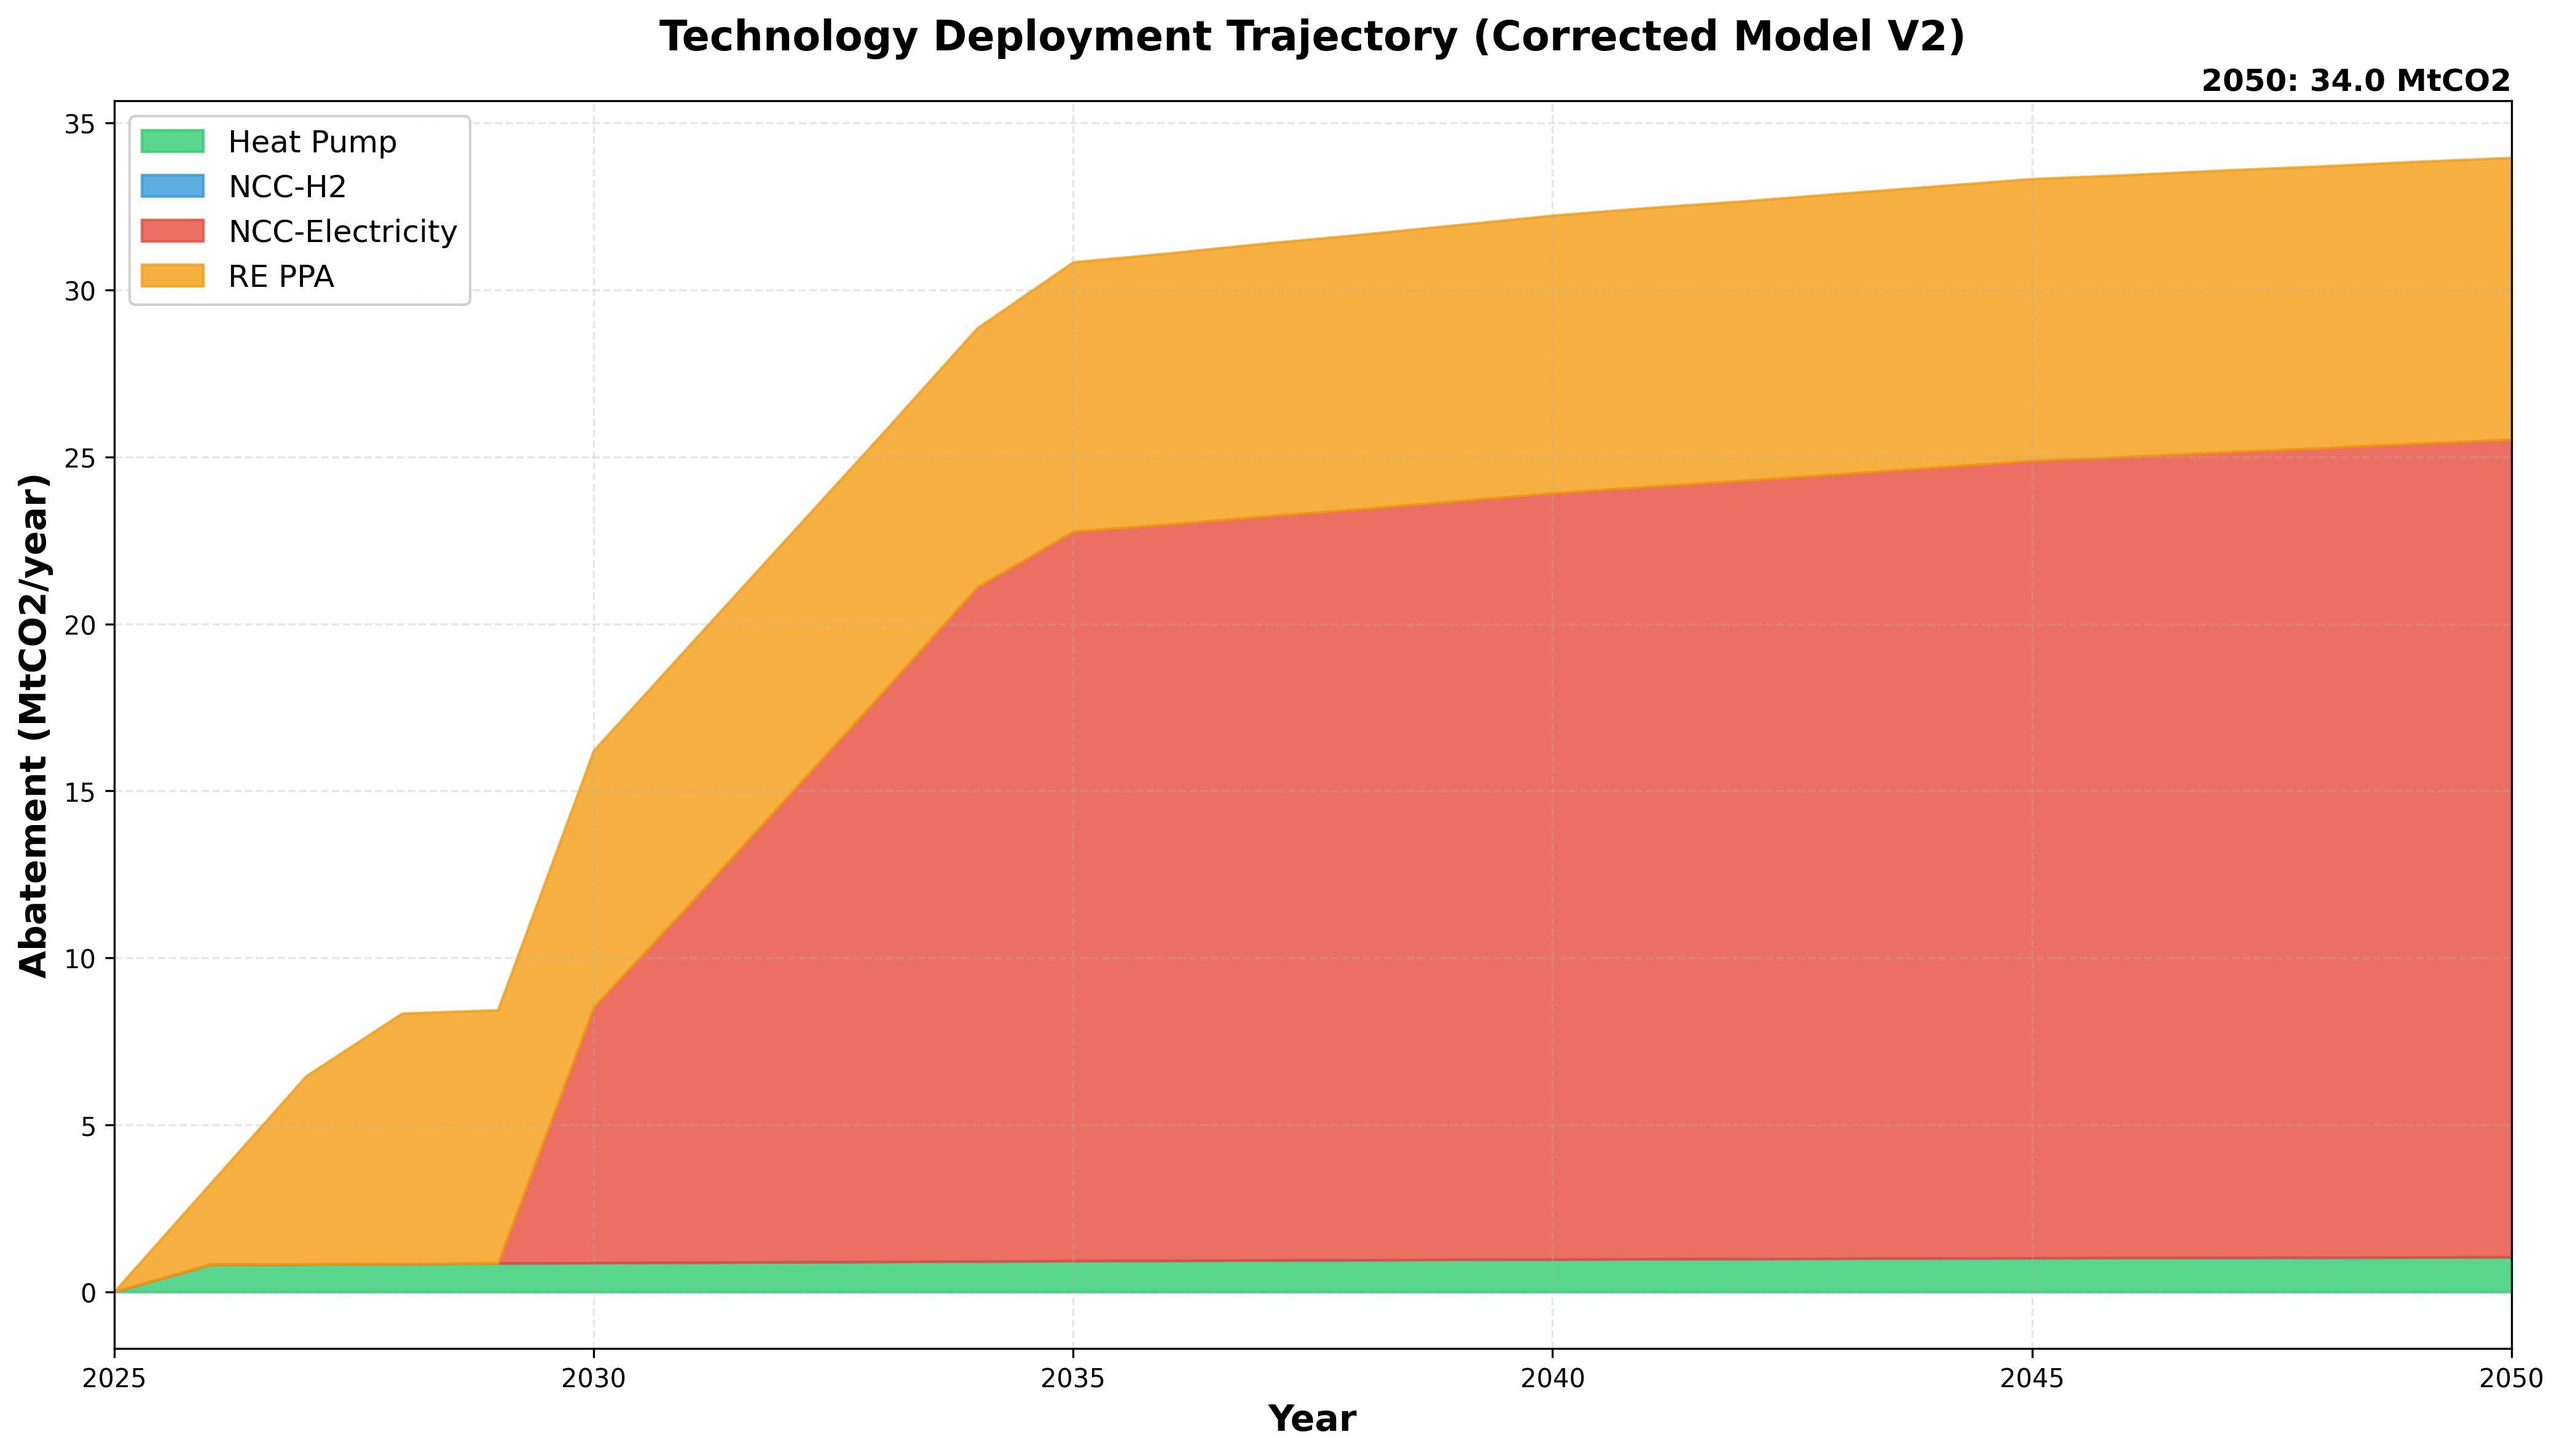 Technology Deployment Trajectory (Corrected Model V2)
2050: 34.0 MtCO2
Heat Pump
NCC-H2
NCC-Electricity
RE PPA
Abatement (MtCO2/year)
35
30
25
20
15
10
5
0
2025
2030
2035
2040
2045
2050
Year